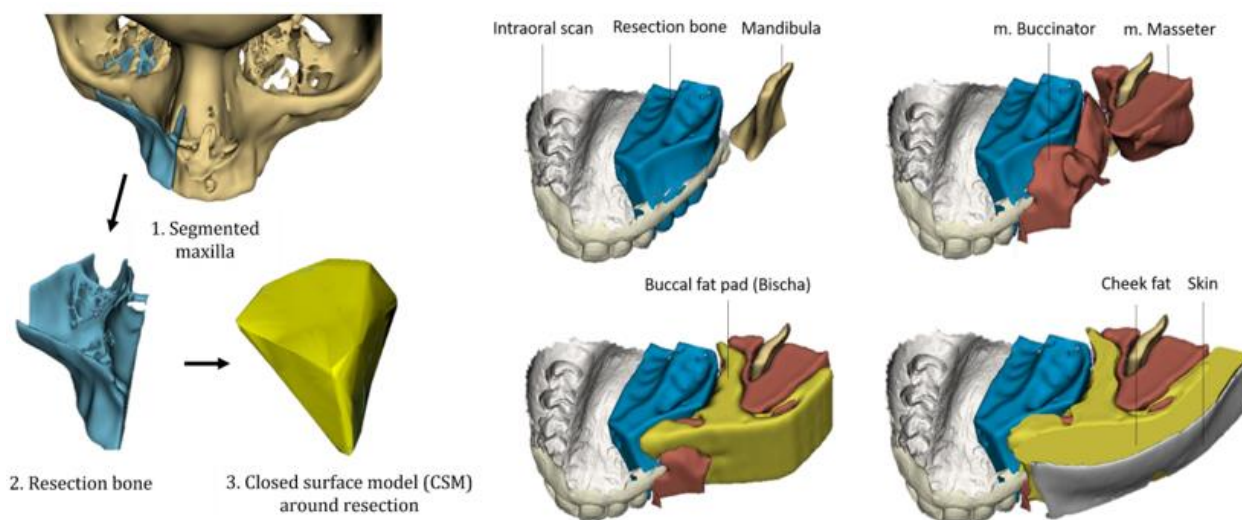 1. Segmented
maxilla
2. Resection bone
3. Closed surface model (CSM)
around resection
Intraoral scan
Resection bone
Mandibula
m. Buccinator
m. Masseter
Buccal fat pad (Bischa)
Cheek fat
Skin